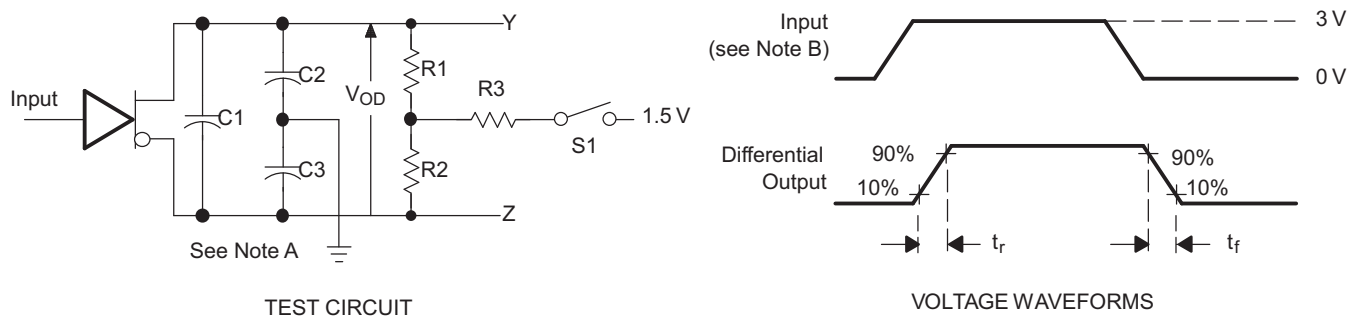 Input
C1
C2
C3
See Note A
V_OD
R1
R2
R3
S1
1.5 V
Y
Z
TEST CIRCUIT
Input
(see Note B)
3 V
0 V
Differential
Output
90%
10%
90%
10%
t_r
t_f
VOLTAGE WAVEFORMS